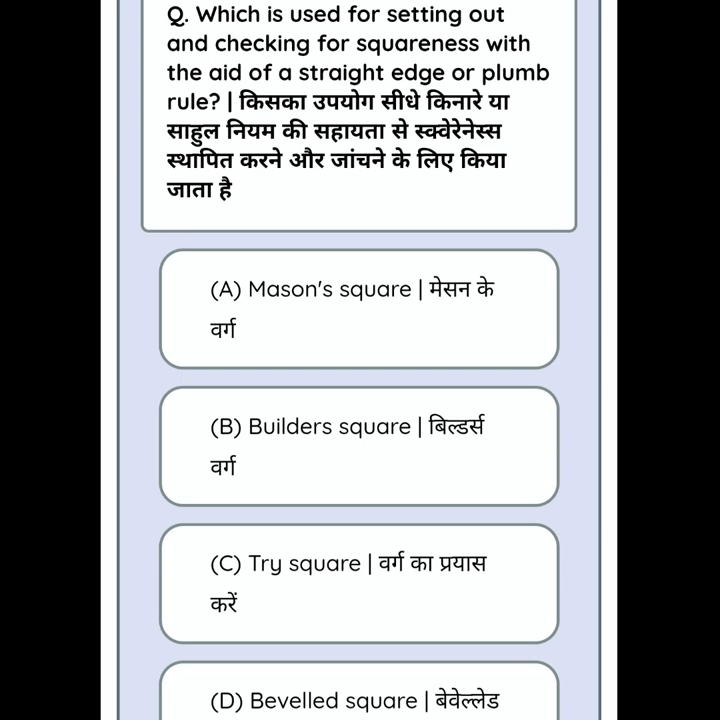 Q. Which is used for setting out
and checking for squareness with
the aid of a straight edge or plumb
rule? | किसका उपयोग सीधे किनारे या
साहुल नियम की सहायता से स्क्वेरेनेस्स
स्थापित करने और जांचने के लिए किया
जाता है
(A) Mason's square | मेसन के
वर्ग
(B) Builders square | बिल्डर्स
वर्ग
(C) Try square | वर्ग का प्रयास
करें
(D) Bevelled square | बेवेल्लेड